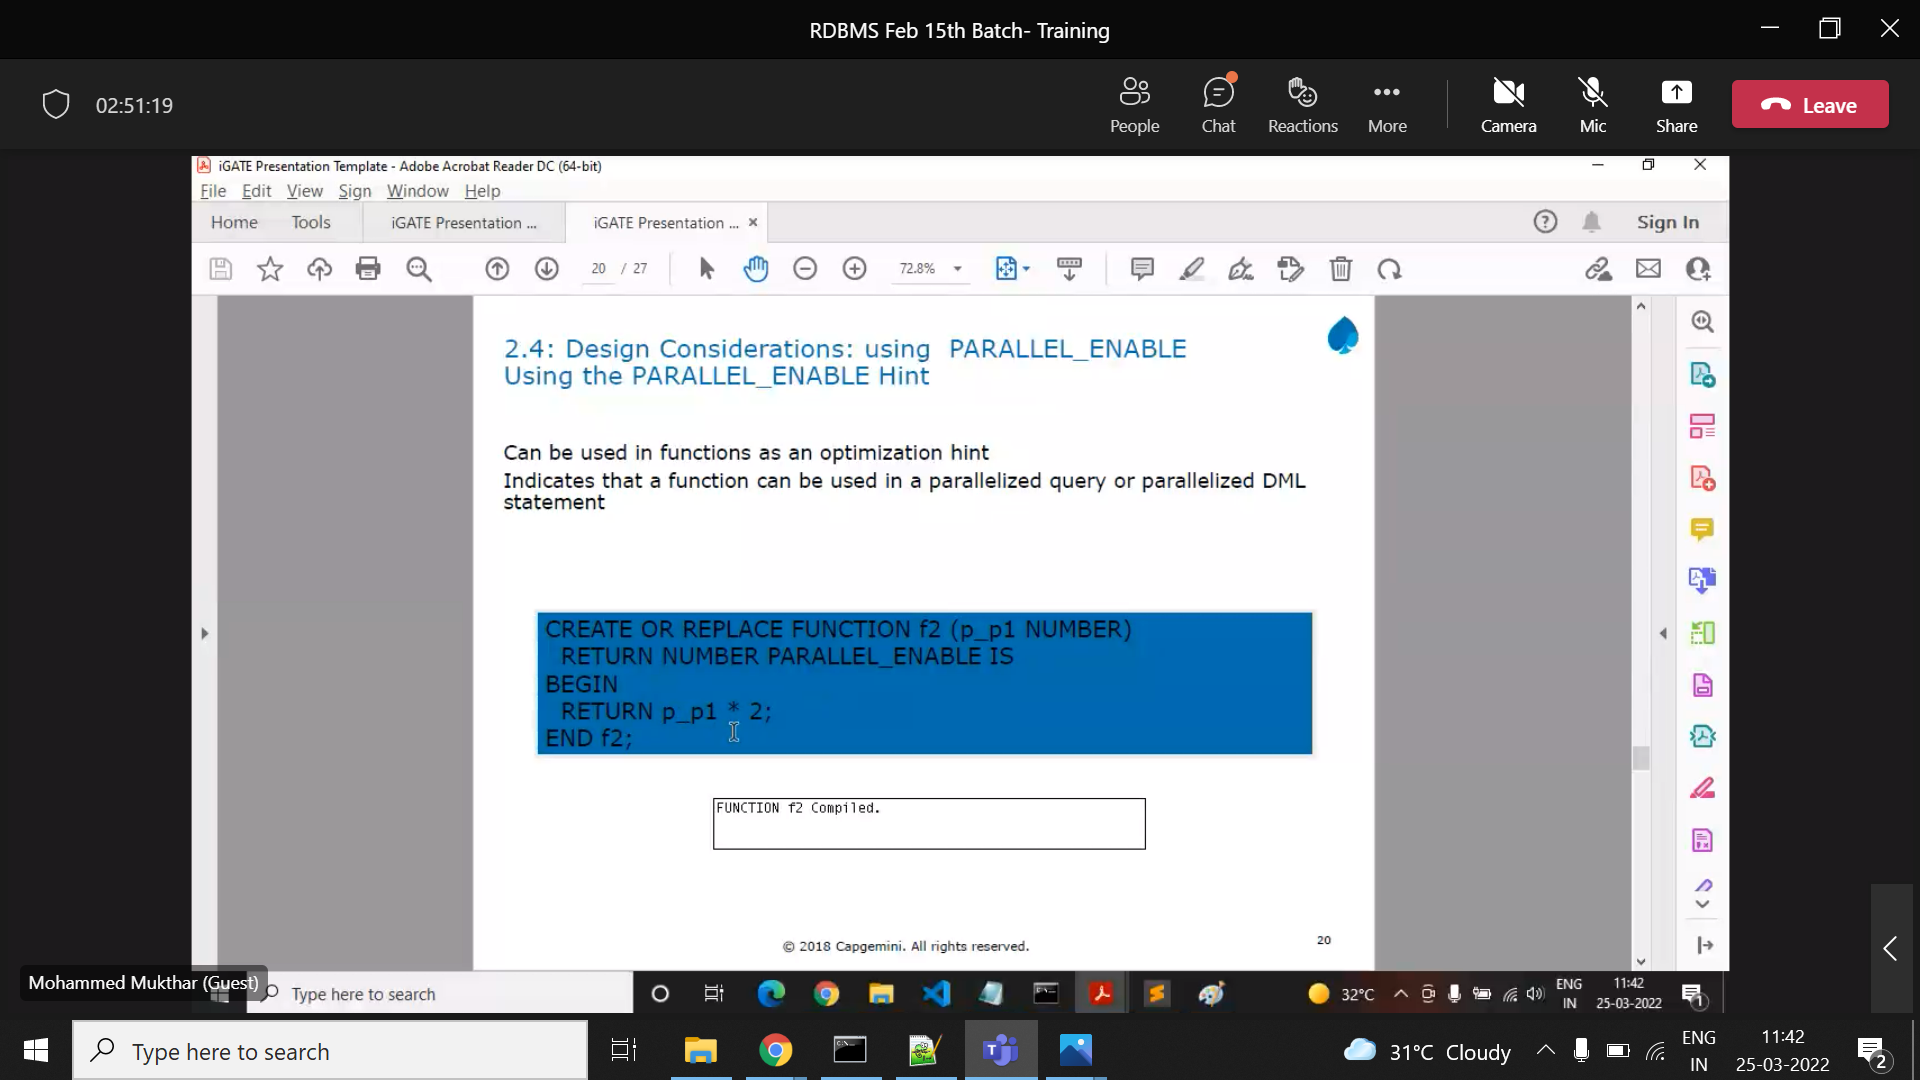 RDBMS Feb 15th Batch- Training
02:51:19
People
Chat
Reactions
More
Camera
Mic
Share
Leave
iGATE Presentation Template - Adobe Acrobat Reader DC (64-bit)
File Edit View Sign Window Help
Home Tools iGATE Presentation ... iGATE Presentation ... Sign In
20 / 27 72.8%
2.4: Design Considerations: using PARALLEL_ENABLE
Using the PARALLEL_ENABLE Hint
Can be used in functions as an optimization hint
Indicates that a function can be used in a parallelized query or parallelized DML
statement
CREATE OR REPLACE FUNCTION f2 (p_p1 NUMBER)
RETURN NUMBER PARALLEL_ENABLE IS
BEGIN
RETURN p_p1 * 2;
END f2;
FUNCTION f2 Compiled.
© 2018 Capgemini. All rights reserved.
20
Mohammed Mukthar (Guest)
Type here to search
32°C
ENG
IN
11:42
25-03-2022
1
Type here to search
31°C Cloudy
ENG
IN
11:42
25-03-2022
2